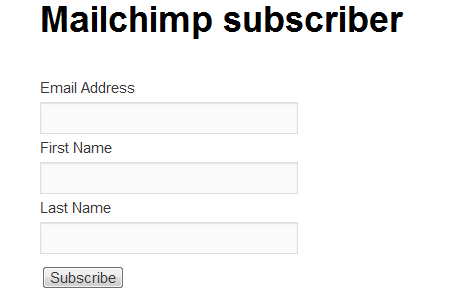 Mailchimp subscriber
Email Address
First Name
Last Name
Subscribe